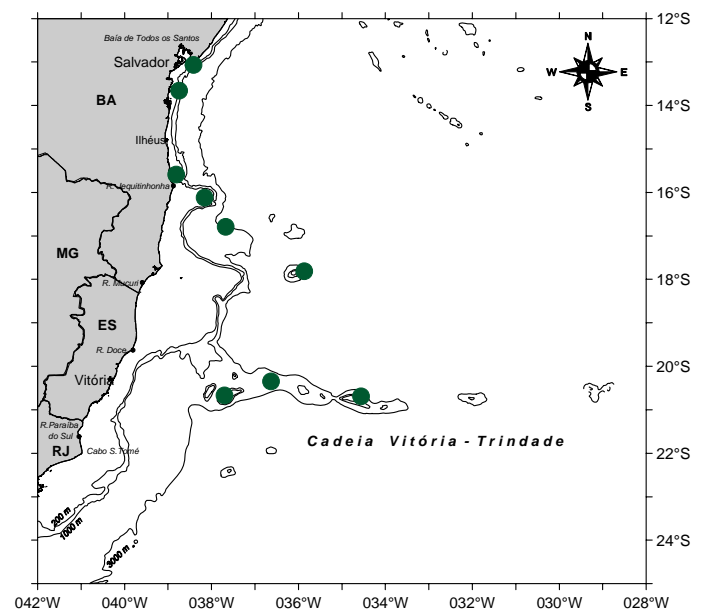 12°S
Baía de Todos os Santos
N
Salvador
W
E
S
BA
14°S
Ilhéus
R. Jequitinhonha
16°S
MG
R. Mucuri
18°S
ES
R. Doce
20°S
Vitória
R.Paraíba
do Sul
Cadeia Vitória - Trindade
RJ
Cabo S.Tomé
22°S
200 m
1000 m
3000 m
24°S
042°W
040°W
038°W
036°W
034°W
032°W
030°W
028°W